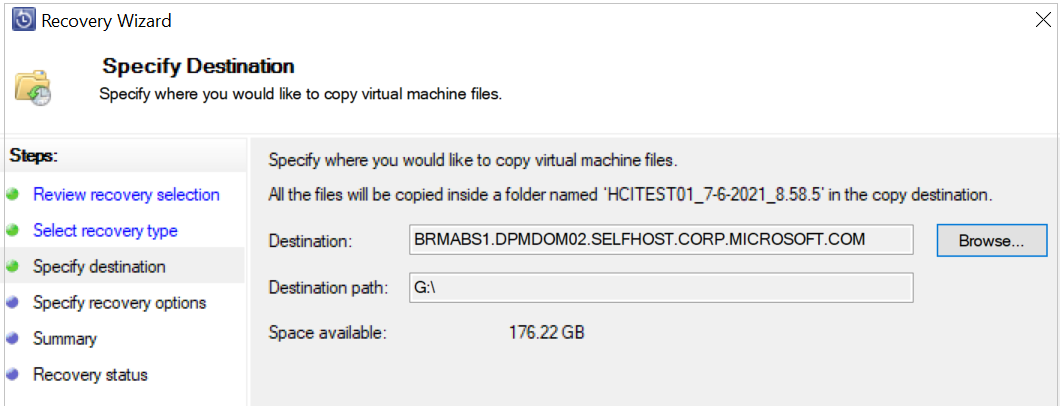 Recovery Wizard
Specify Destination
Specify where you would like to copy virtual machine files.
Steps:
Review recovery selection
Select recovery type
Specify destination
Specify recovery options
Summary
Recovery status
Specify where you would like to copy virtual machine files.
All the files will be copied inside a folder named 'HCITEST01_7-6-2021_8.58.5' in the copy destination.
Destination: BRMABS1.DPMDOM02.SELFHOST.CORP.MICROSOFT.COM Browse...
Destination path: G:\
Space available: 176.22 GB